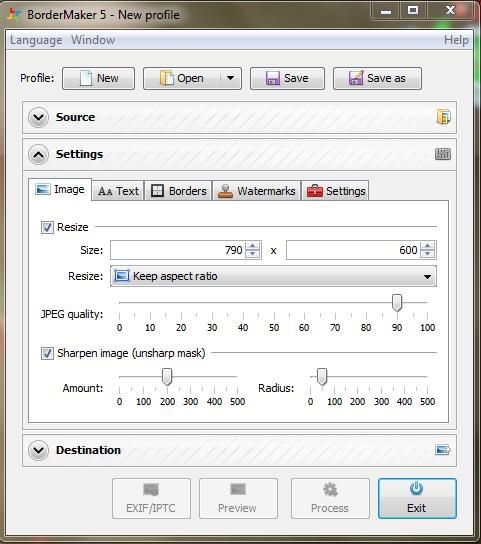 BorderMaker 5 - New profile
Language Window Help
Profile: New Open Save Save as
Source
Settings
Image AA Text Borders Watermarks Settings
Resize
Size: 790 x 600
Resize: Keep aspect ratio
JPEG quality:
0 10 20 30 40 50 60 70 80 90 100
Sharpen image (unsharp mask)
Amount: Radius:
0 100 200 300 400 500 0 100 200 300 400 500
Destination
EXIF/IPTC Preview Process Exit